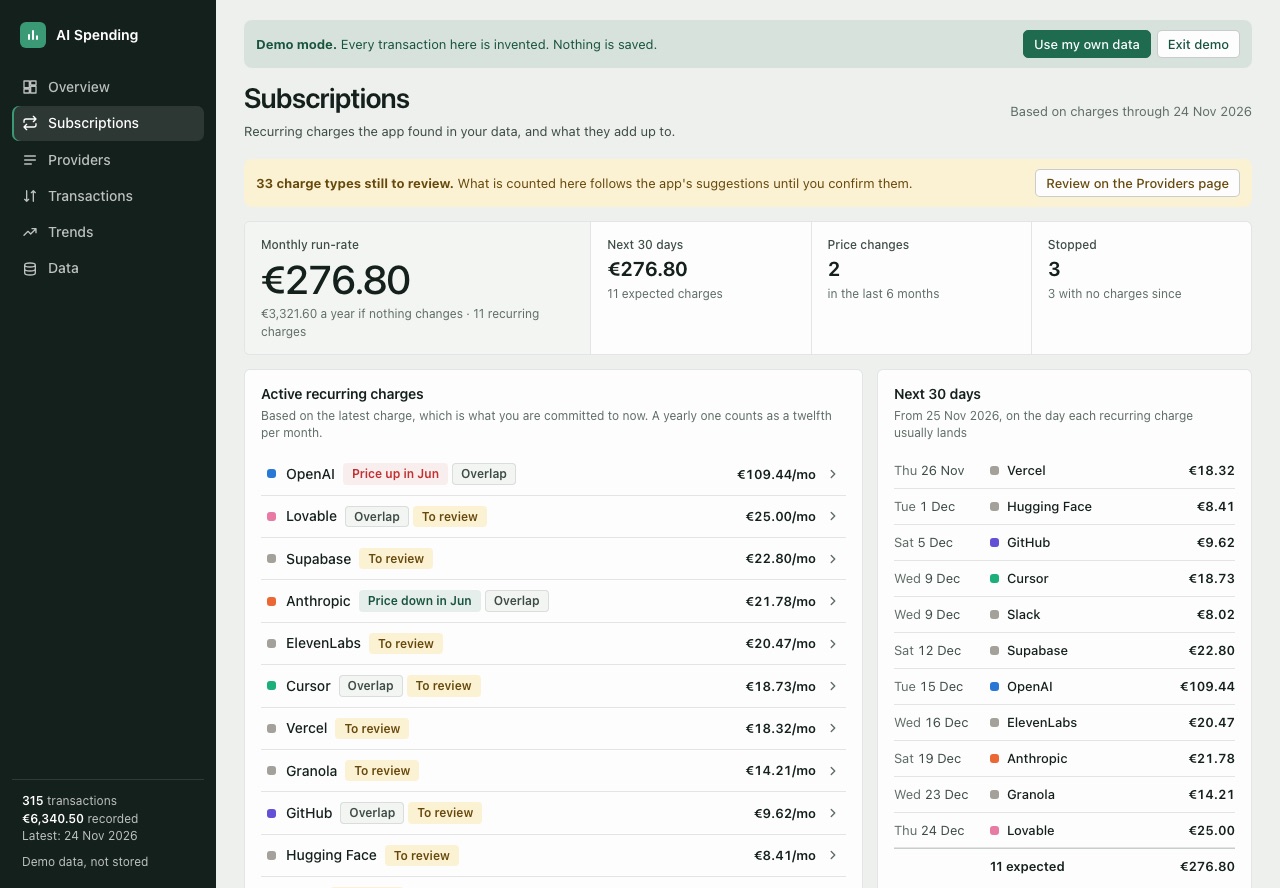 AI Spending
Overview
Subscriptions
Providers
Transactions
Trends
Data
315 transactions
€6,340.50 recorded
Latest: 24 Nov 2026
Demo data, not stored
Demo mode. Every transaction here is invented. Nothing is saved.
Use my own data
Exit demo
Subscriptions
Recurring charges the app found in your data, and what they add up to.
Based on charges through 24 Nov 2026
33 charge types still to review. What is counted here follows the app's suggestions until you confirm them.
Review on the Providers page
Monthly run-rate
€276.80
€3,321.60 a year if nothing changes · 11 recurring
charges
Next 30 days
€276.80
11 expected charges
Price changes
2
in the last 6 months
Stopped
3
3 with no charges since
Active recurring charges
Based on the latest charge, which is what you are committed to now. A yearly one counts as a twelfth
per month.
OpenAI Price up in Jun Overlap €109.44/mo
Lovable Overlap To review €25.00/mo
Supabase To review €22.80/mo
Anthropic Price down in Jun Overlap €21.78/mo
ElevenLabs To review €20.47/mo
Cursor Overlap To review €18.73/mo
Vercel To review €18.32/mo
Granola To review €14.21/mo
GitHub Overlap To review €9.62/mo
Hugging Face To review €8.41/mo
Next 30 days
From 25 Nov 2026, on the day each recurring charge
usually lands
Thu 26 Nov Vercel €18.32
Tue 1 Dec Hugging Face €8.41
Sat 5 Dec GitHub €9.62
Wed 9 Dec Cursor €18.73
Wed 9 Dec Slack €8.02
Sat 12 Dec Supabase €22.80
Tue 15 Dec OpenAI €109.44
Wed 16 Dec ElevenLabs €20.47
Sat 19 Dec Anthropic €21.78
Wed 23 Dec Granola €14.21
Thu 24 Dec Lovable €25.00
11 expected €276.80